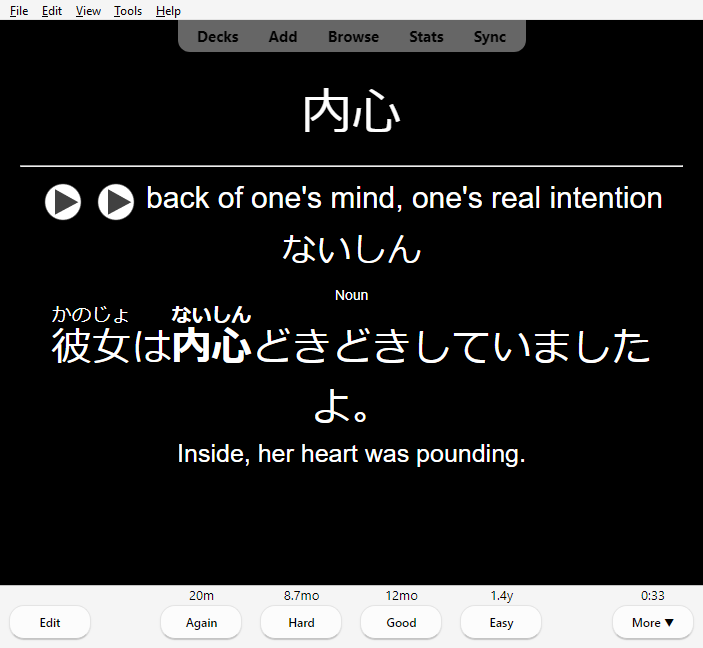 File Edit View Tools Help
Decks Add Browse Stats Sync
内心
back of one's mind, one's real intention
ないしん
Noun
かのじょ ないしん
彼女は内心どきどきしていました
よ。
Inside, her heart was pounding.
20m 8.7mo 12mo 1.4y 0:33
Edit Again Hard Good Easy More ▼